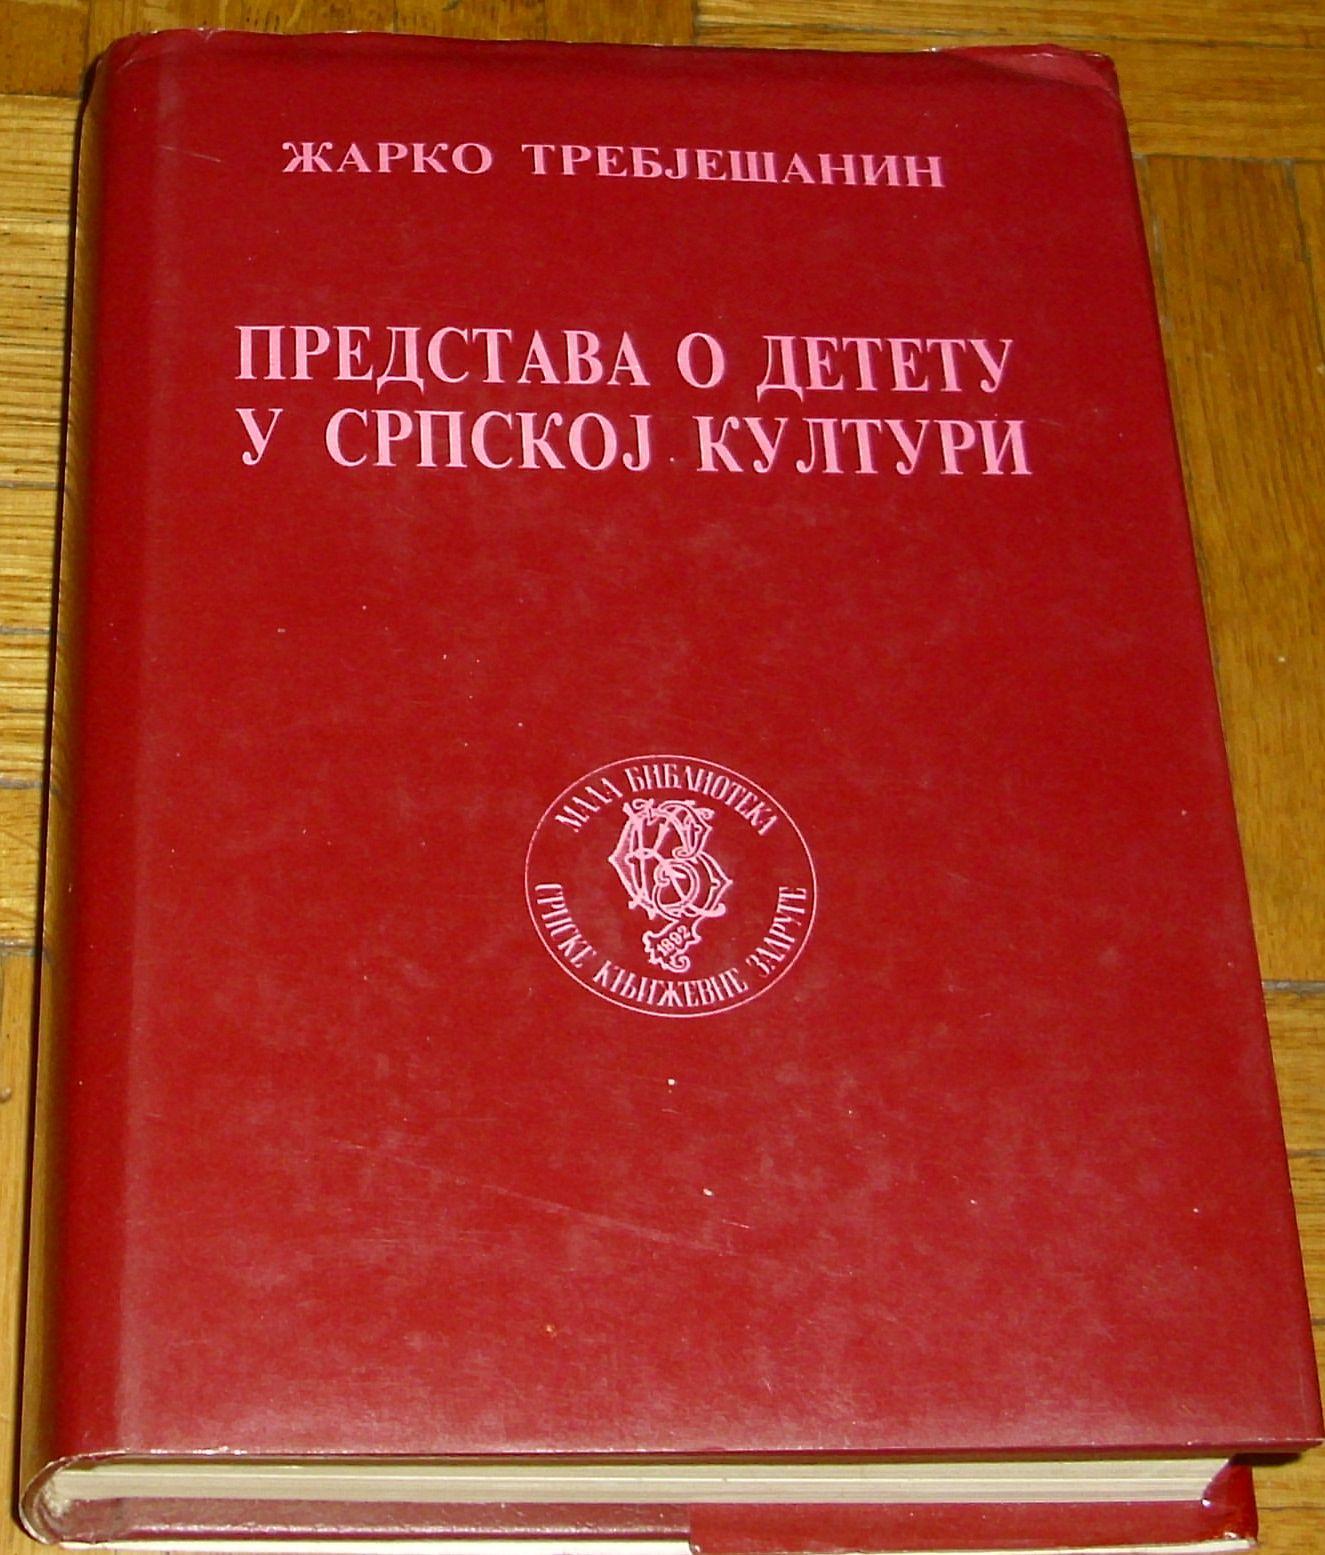 ЖАРКО ТРЕБЈЕШАНИН
ПРЕДСТАВА О ДЕТЕТУ
У СРПСКОЈ КУЛТУРИ
МАЛА БИБЛИОТЕКА
1892
СРПСКЕ КЊИЖЕВНЕ ЗАДРУГЕ